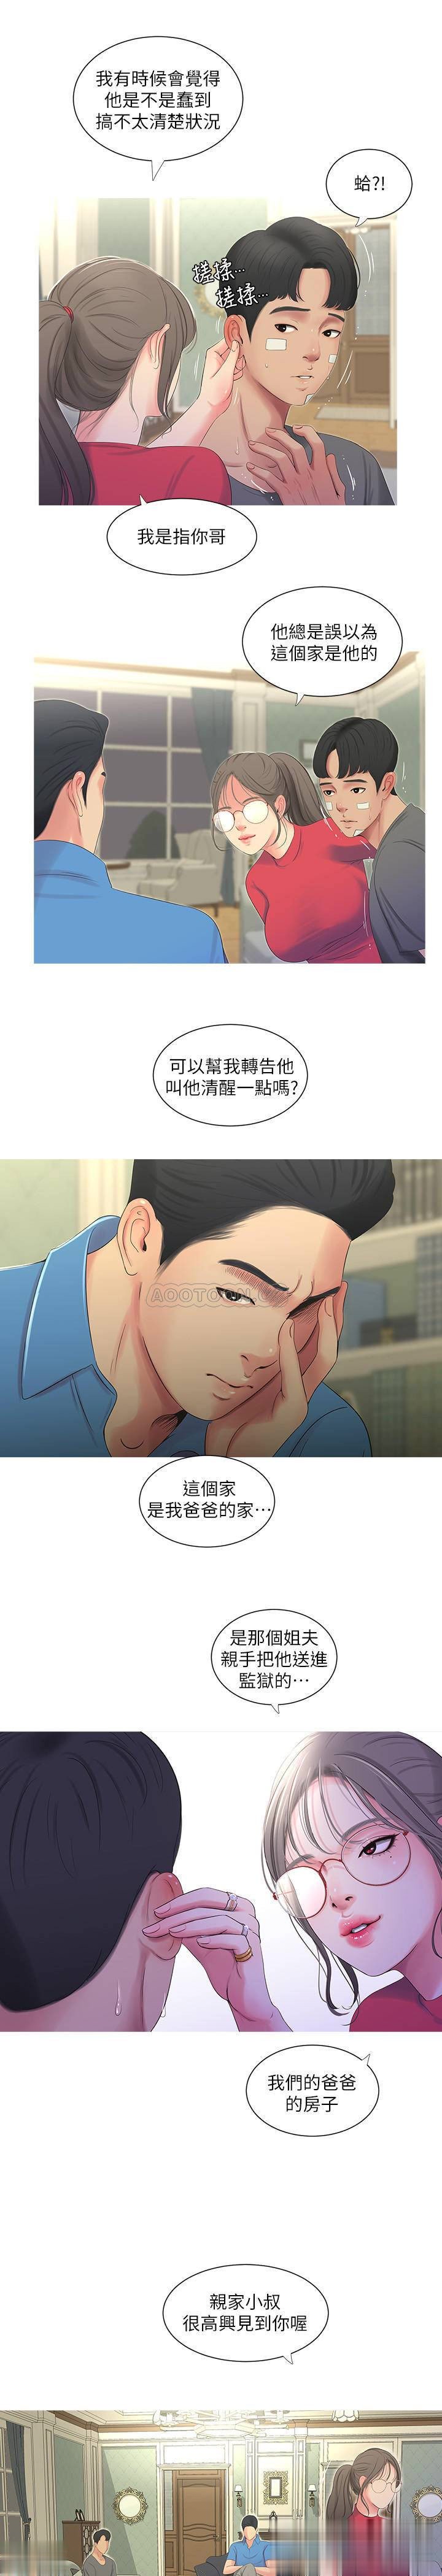 我有時候會覺得
他是不是蠢到
搞不太清楚狀況
蛤?!
搓揉…
搓揉…
我是指你哥
他總是誤以為
這個家是他的
可以幫我轉告他
叫他清醒一點嗎?
這個家
是我爸爸的家…
是那個姐夫
親手把他送進
監獄的…
我們的爸爸
的房子
親家小叔
很高興見到你喔